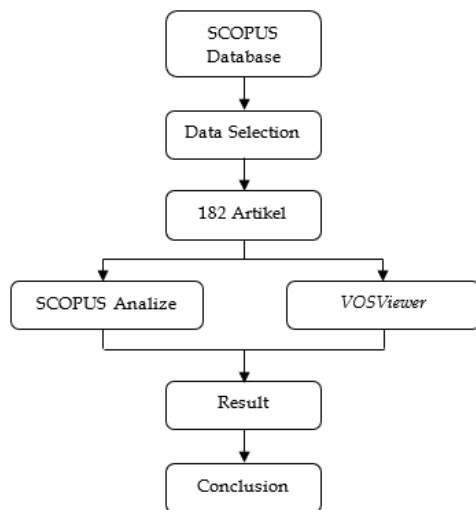 SCOPUS
Database
Data Selection
182 Artikel
SCOPUS Analize
VOSViewer
Result
Conclusion